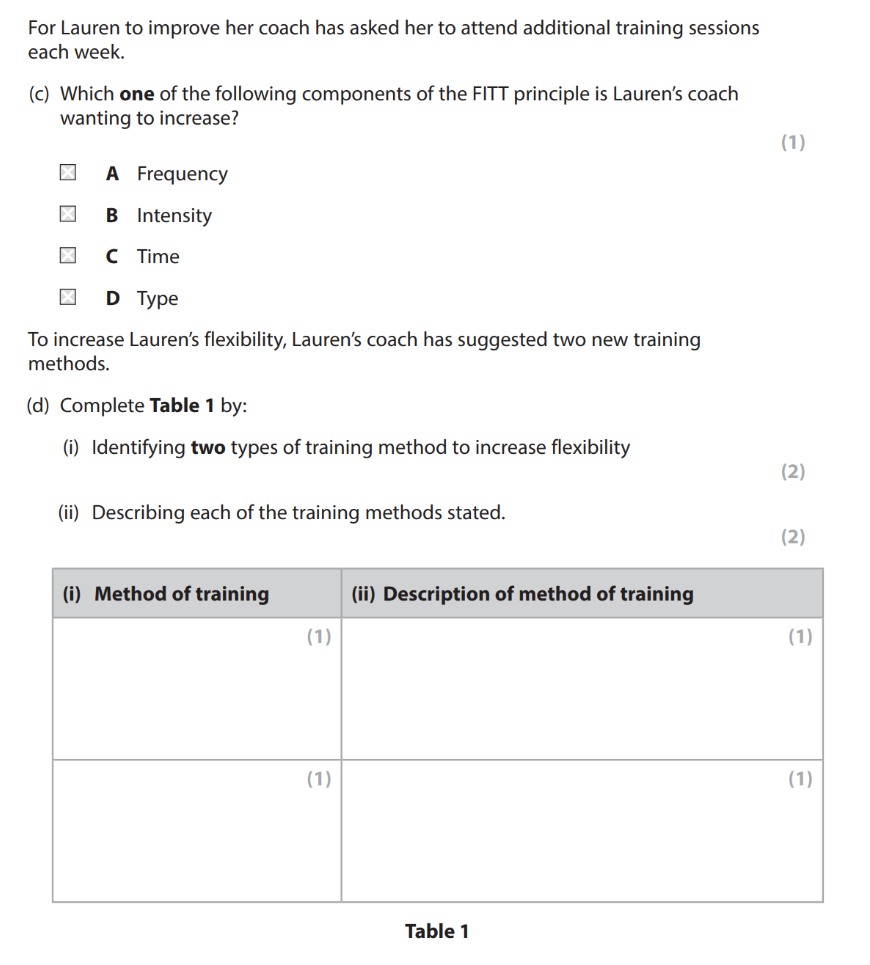 For Lauren to improve her coach has asked her to attend additional training sessions
each week.
(c) Which one of the following components of the FITT principle is Lauren’s coach
wanting to increase?
(1)
A Frequency
B Intensity
C Time
D Type
To increase Lauren’s flexibility, Lauren’s coach has suggested two new training
methods.
(d) Complete Table 1 by:
(i) Identifying two types of training method to increase flexibility
(2)
(ii) Describing each of the training methods stated.
(2)
(i) Method of training (ii) Description of method of training
(1) (1)
(1) (1)
Table 1